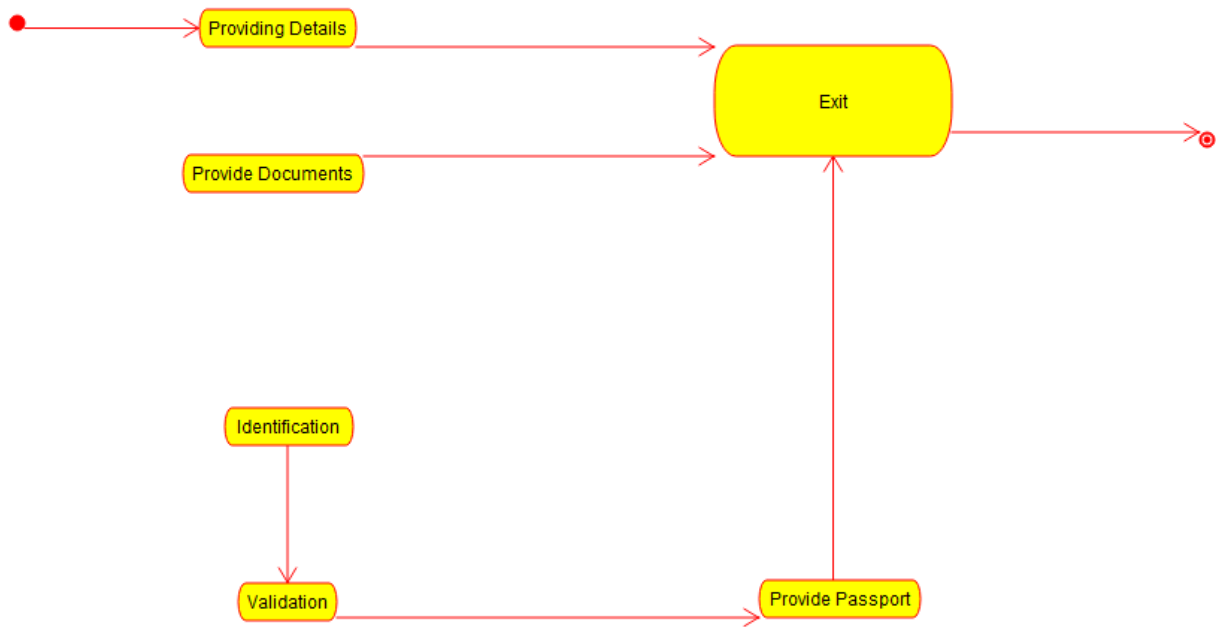 Providing Details
Exit
Provide Documents
Identification
Validation
Provide Passport